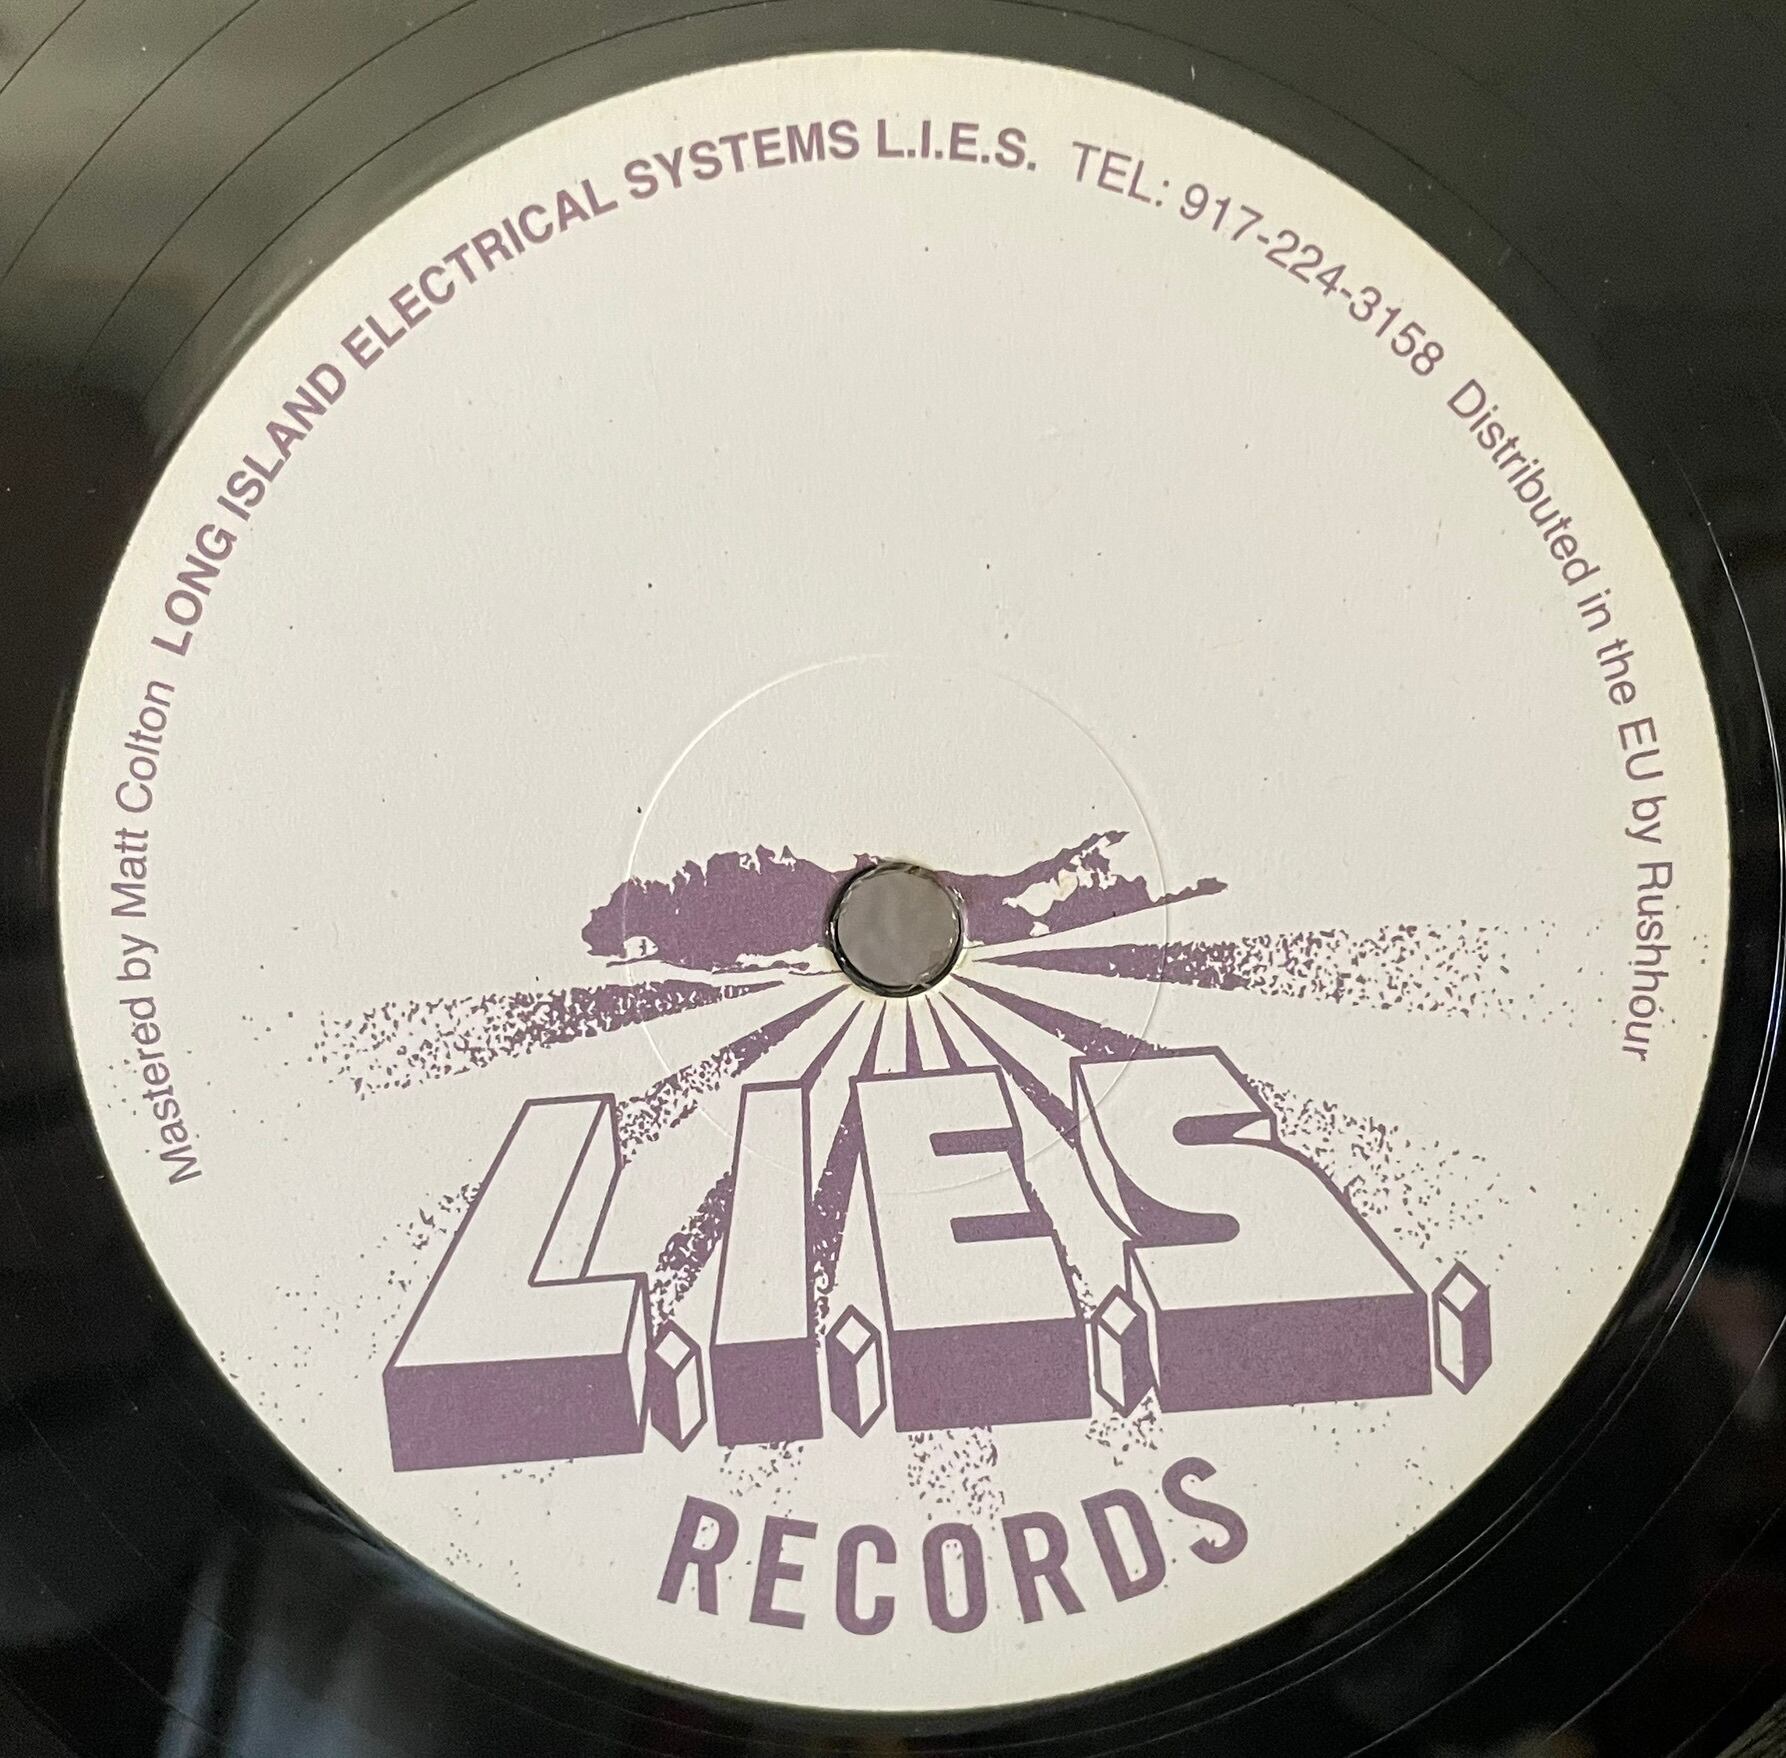 Mastered by Matt Colton LONG ISLAND ELECTRICAL SYSTEMS L.I.E.S. TEL: 917-224-3158 Distributed in the EU by Rushhour
L.I.E.S.
RECORDS